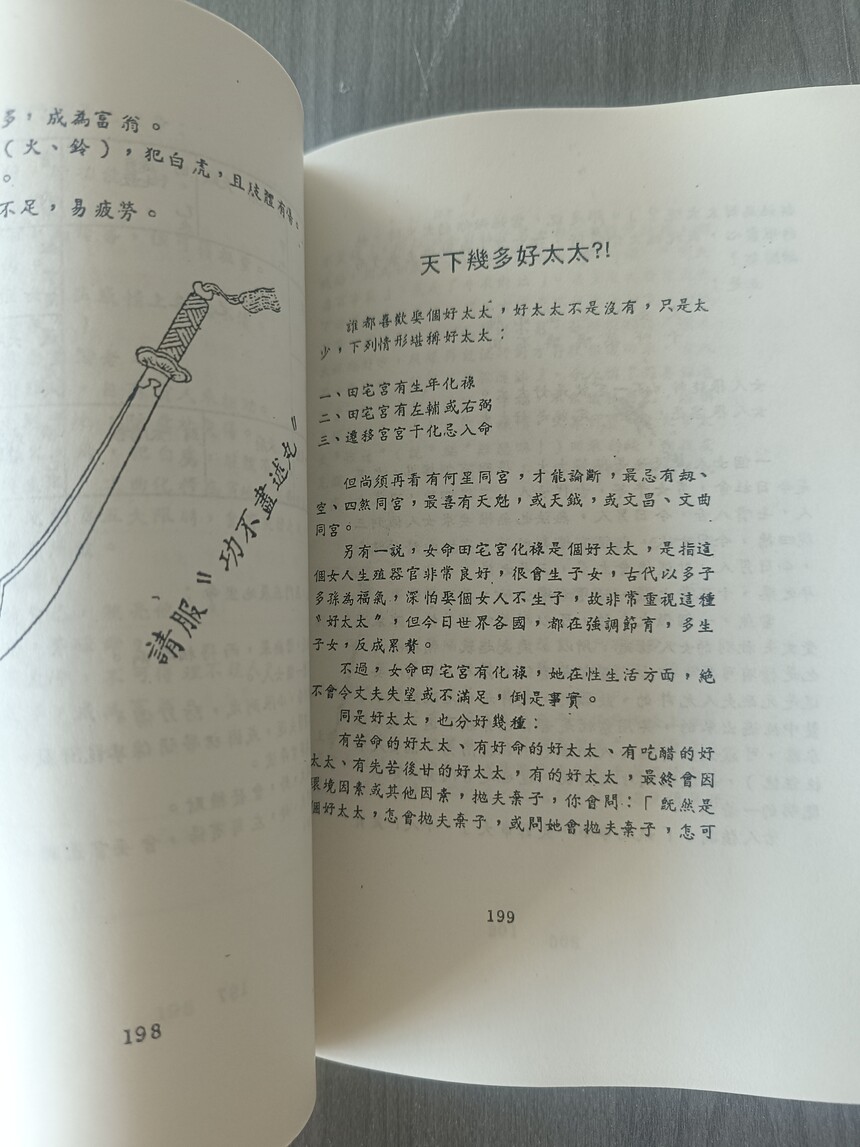 多，成為富翁。
（火、鈴），犯白虎，且肢體有傷。
。
不足，易疲勞。
請服〝功不盡述丸〞
198
天下幾多好太太?!
誰都喜歡娶個好太太，好太太不是沒有，只是太
少，下列情形堪稱好太太：
一、田宅宮有生年化祿
二、田宅宮有左輔或右弼
三、遷移宮宮干化忌入命
但尚須再看有何星同宮，才能論斷，最忌有刼、
空、四煞同宮，最喜有天魁，或天鉞，或文昌、文曲
同宮。
另有一說，女命田宅宮化祿是個好太太，是指這
個女人生殖器官非常良好，很會生子女，古代以多子
多孫為福氣，深怕娶個女人不生子，故非常重視這種
〝好太太〞，但今日世界各國，都在強調節育，多生
子女，反成累贅。
不過，女命田宅宮有化祿，她在性生活方面，絕
不會令丈夫失望或不滿足，倒是事實。
同是好太太，也分好幾種：
有苦命的好太太、有好命的好太太、有吃醋的好
太太、有先苦後甘的好太太，有的好太太，最終會因
環境因素或其他因素，拋夫棄子，你會問：「既然是
個好太太，怎會拋夫棄子，或問她會拋夫棄子，怎可
199